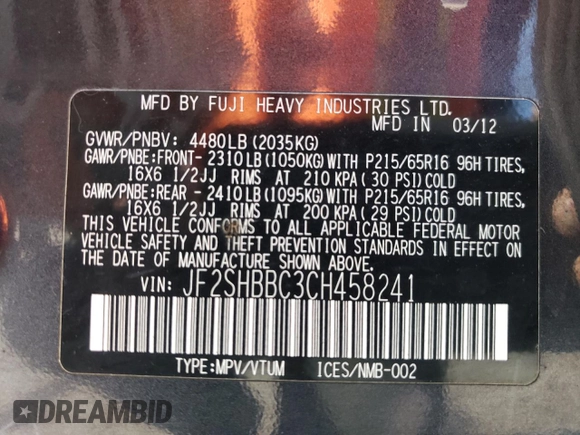 MFD BY FUJI HEAVY INDUSTRIES LTD.
MFD IN 03/12
GVWR/PNBV: 4480LB(2035KG)
GAWR/PNBE:FRONT- 2310LB(1050KG)WITH P215/65R16 96H TIRES,
16X6 1/2JJ RIMS AT 210 KPA(30 PSI)COLD
GAWR/PNBE:REAR - 2410LB(1095KG)WITH P215/65R16 96H TIRES,
16X6 1/2JJ RIMS AT 200 KPA(29 PSI)COLD
THIS VEHICLE CONFORMS TO ALL APPLICABLE FEDERAL MOTOR
VEHICLE SAFETY AND THEFT PREVENTION STANDARDS IN EFFECT ON
THE DATE OF MANUFACTURE SHOWN ABOVE.
VIN: JF2SHBBC3CH458241
TYPE:MPV/VTUM ICES/NMB-002
DREAMBID